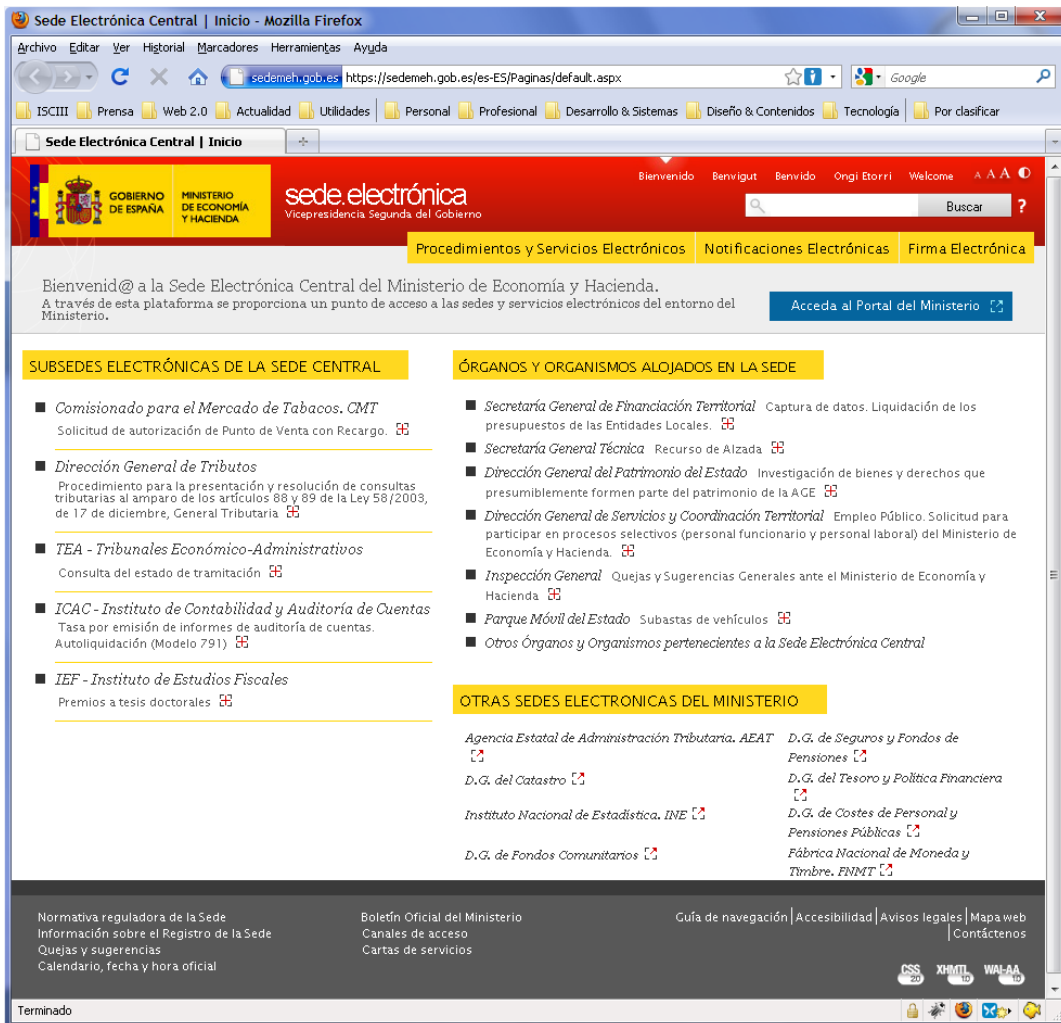 Sede Electrónica Central | Inicio - Mozilla Firefox
Archivo Editar Ver Historial Marcadores Herramientas Ayuda
sedemeh.gob.es https://sedemeh.gob.es/es-ES/Paginas/default.aspx
Google
ISCIII Prensa Web 2.0 Actualidad Utilidades Personal Profesional Desarrollo & Sistemas Diseño & Contenidos Tecnología Por clasificar
Sede Electrónica Central | Inicio
Bienvenido Benvigut Benvido Ongi Etorri Welcome A A A
GOBIERNO
DE ESPAÑA
MINISTERIO
DE ECONOMÍA
Y HACIENDA
sede.electrónica
Vicepresidencia Segunda del Gobierno
Buscar ?
Procedimientos y Servicios Electrónicos Notificaciones Electrónicas Firma Electrónica
Bienvenid@ a la Sede Electrónica Central del Ministerio de Economía y Hacienda.
A través de esta plataforma se proporciona un punto de acceso a las sedes y servicios electrónicos del entorno del
Ministerio.
Acceda al Portal del Ministerio
SUBSEDES ELECTRÓNICAS DE LA SEDE CENTRAL
Comisionado para el Mercado de Tabacos. CMT
Solicitud de autorización de Punto de Venta con Recargo.
Dirección General de Tributos
Procedimiento para la presentación y resolución de consultas
tributarias al amparo de los artículos 88 y 89 de la Ley 58/2003,
de 17 de diciembre, General Tributaria
TEA - Tribunales Económico-Administrativos
Consulta del estado de tramitación
ICAC - Instituto de Contabilidad y Auditoría de Cuentas
Tasa por emisión de informes de auditoría de cuentas.
Autoliquidación (Modelo 791)
IEF - Instituto de Estudios Fiscales
Premios a tesis doctorales
ÓRGANOS Y ORGANISMOS ALOJADOS EN LA SEDE
Secretaría General de Financiación Territorial Captura de datos. Liquidación de los
presupuestos de las Entidades Locales.
Secretaría General Técnica Recurso de Alzada
Dirección General del Patrimonio del Estado Investigación de bienes y derechos que
presumiblemente formen parte del patrimonio de la AGE
Dirección General de Servicios y Coordinación Territorial Empleo Público. Solicitud para
participar en procesos selectivos (personal funcionario y personal laboral) del Ministerio de
Economía y Hacienda.
Inspección General Quejas y Sugerencias Generales ante el Ministerio de Economía y
Hacienda
Parque Móvil del Estado Subastas de vehículos
Otros Órganos y Organismos pertenecientes a la Sede Electrónica Central
OTRAS SEDES ELECTRONICAS DEL MINISTERIO
Agencia Estatal de Administración Tributaria. AEAT
D.G. del Catastro
Instituto Nacional de Estadística. INE
D.G. de Fondos Comunitarios
D.G. de Seguros y Fondos de
Pensiones
D.G. del Tesoro y Política Financiera
D.G. de Costes de Personal y
Pensiones Públicas
Fábrica Nacional de Moneda y
Timbre. FNMT
Normativa reguladora de la Sede
Información sobre el Registro de la Sede
Quejas y sugerencias
Calendario, fecha y hora oficial
Boletín Oficial del Ministerio
Canales de acceso
Cartas de servicios
Guía de navegación | Accesibilidad | Avisos legales | Mapa web
| Contáctenos
CSS 2.0 XHMTL 1.0 WAI-AA 1.0
Terminado